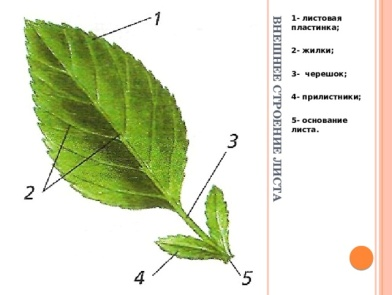 1
2
3
4
5
ВНЕШНЕЕ СТРОЕНИЕ ЛИСТА
1- листовая
пластинка;
2- жилки;
3- черешок;
4- прилистники;
5- основание
листа.